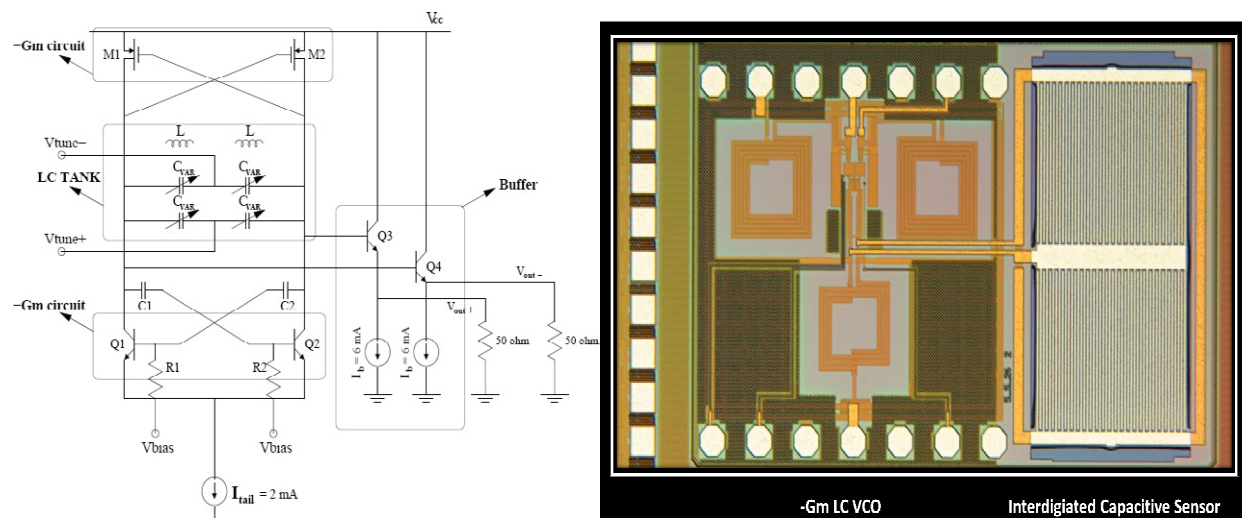 Vcc
−Gm circuit
M1
M2
L
L
Vtune−
CVAR
CVAR
LC TANK
CVAR
CVAR
Buffer
Vtune+
Q3
Q4
Vout −
−Gm circuit
C1
C2
Vout +
Q1
Q2
Ib = 6 mA
Ib = 6 mA
50 ohm
50 ohm
R1
R2
Vbias
Vbias
Itail = 2 mA
-Gm LC VCO
Interdigiated Capacitive Sensor